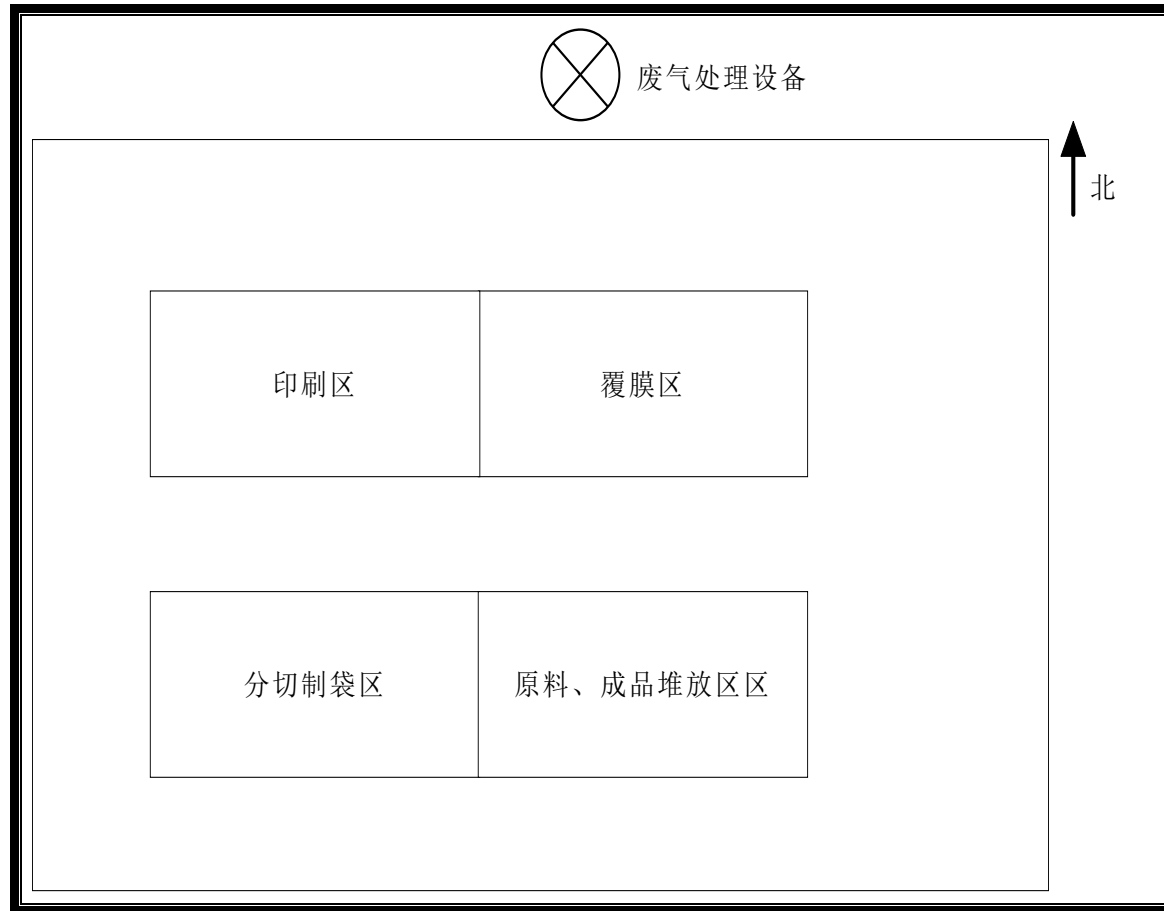 废气处理设备
北
印刷区
覆膜区
分切制袋区
原料、成品堆放区区